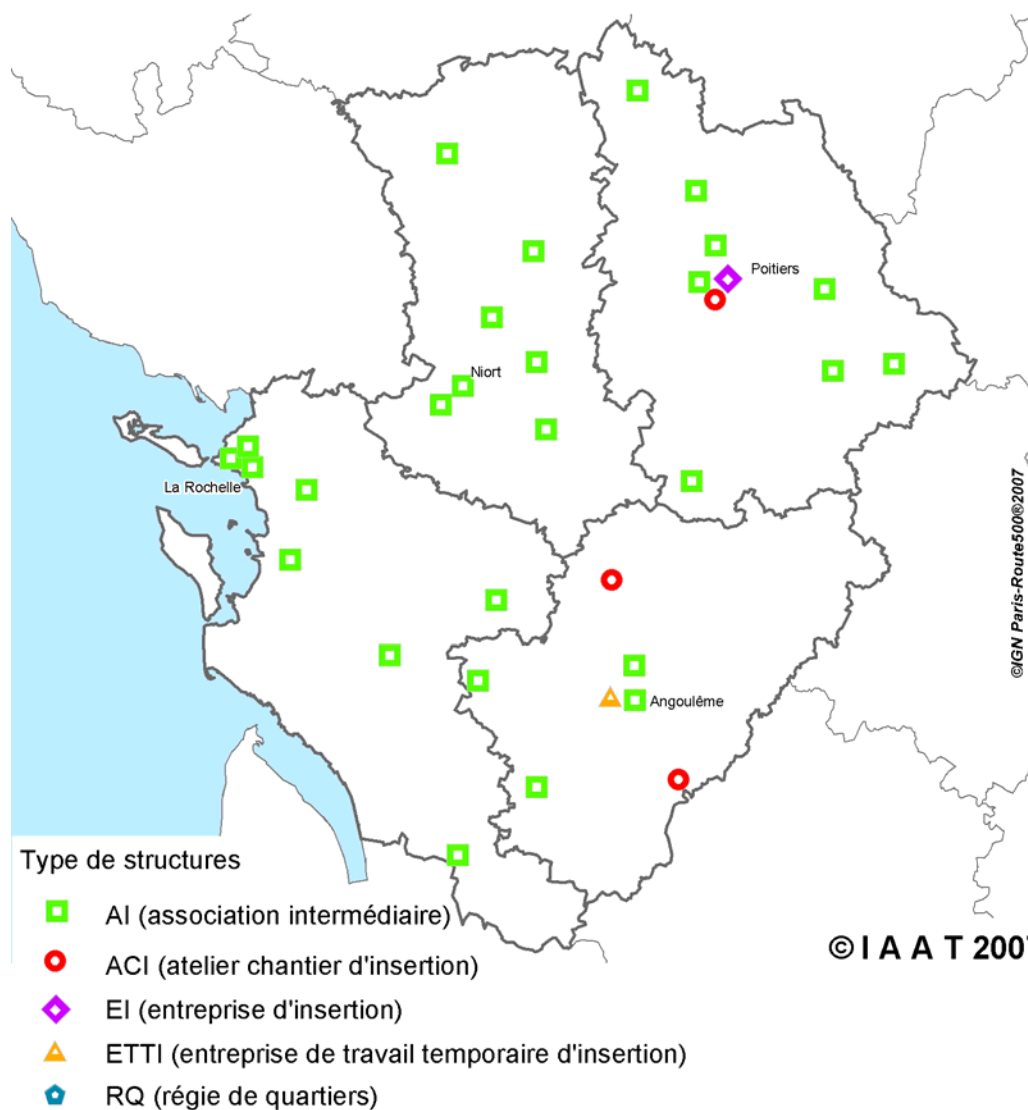 Poitiers
Niort
La Rochelle
©IGN Paris-Route500®2007
Angoulême
Type de structures
AI (association intermédiaire)
© I A A T 200
ACI (atelier chantier d'insertion)
EI (entreprise d'insertion)
ETTI (entreprise de travail temporaire d'insertion)
RQ (régie de quartiers)